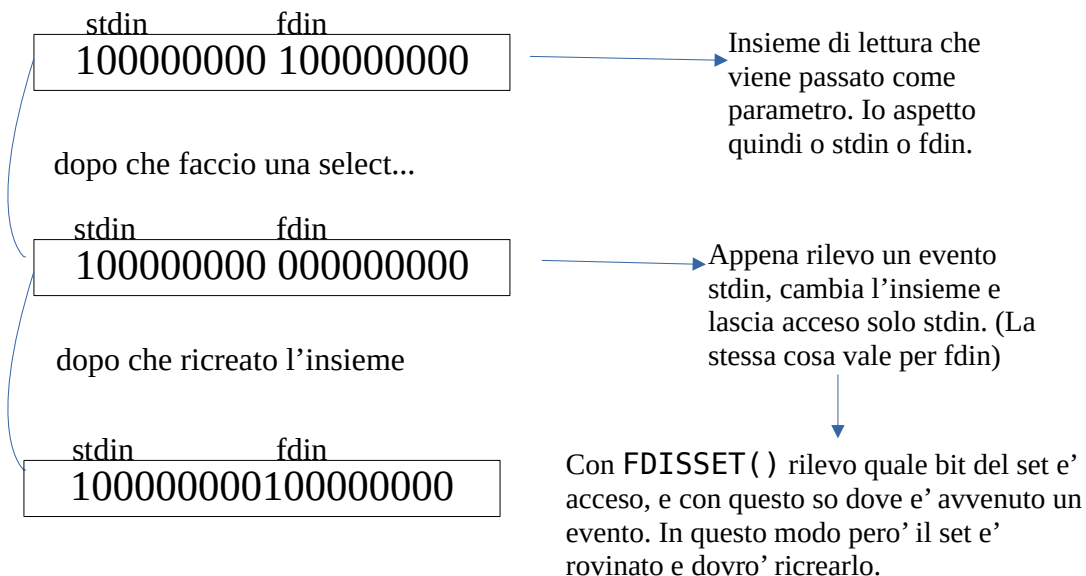 stdin fdin
100000000 100000000
Insieme di lettura che
viene passato come
parametro. Io aspetto
quindi o stdin o fdin.
dopo che faccio una select...
stdin fdin
100000000 000000000
Appena rilevo un evento
stdin, cambia l’insieme e
lascia acceso solo stdin. (La
stessa cosa vale per fdin)
dopo che ricreato l’insieme
stdin fdin
100000000100000000
Con FDISSET() rilevo quale bit del set e’
acceso, e con questo so dove e’ avvenuto un
evento. In questo modo pero’ il set e’
rovinato e dovro’ ricrearlo.